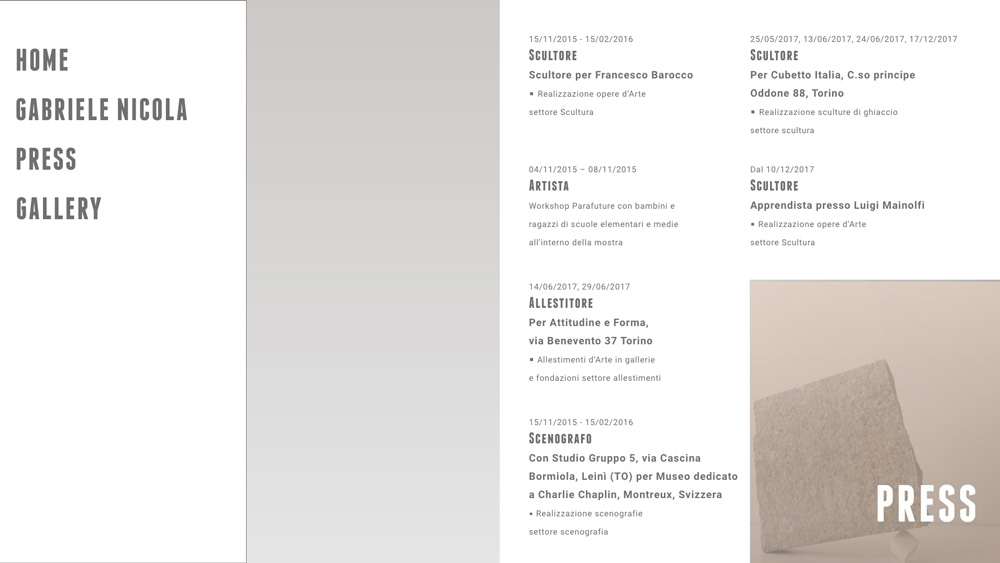 HOME
GABRIELE NICOLA
PRESS
GALLERY
15/11/2015 - 15/02/2016
Scultore
Scultore per Francesco Barocco
▪ Realizzazione opere d'Arte
settore Scultura
04/11/2015 – 08/11/2015
Artista
Workshop Parafuture con bambini e
ragazzi di scuole elementari e medie
all'interno della mostra
14/06/2017, 29/06/2017
Allestitore
Per Attitudine e Forma,
via Benevento 37 Torino
▪ Allestimenti d'Arte in gallerie
e fondazioni settore allestimenti
15/11/2015 - 15/02/2016
Scenografo
Con Studio Gruppo 5, via Cascina
Bormiola, Leinì (TO) per Museo dedicato
a Charlie Chaplin, Montreux, Svizzera
• Realizzazione scenografie
settore scenografia
25/05/2017, 13/06/2017, 24/06/2017, 17/12/2017
Scultore
Per Cubetto Italia, C.so principe
Oddone 88, Torino
▪ Realizzazione sculture di ghiaccio
settore scultura
Dal 10/12/2017
Scultore
Apprendista presso Luigi Mainolfi
▪ Realizzazione opere d'Arte
settore Scultura
PRESS